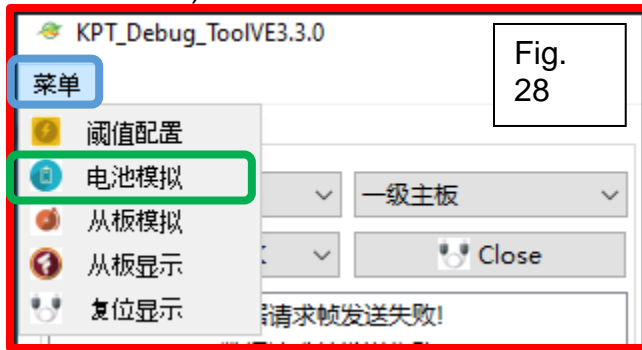 KPT_Debug_ToolVE3.3.0
Fig.
28
菜单
阈值配置
电池模拟
一级主板
从板模拟
从板显示
Close
复位显示
请求帧发送失败!